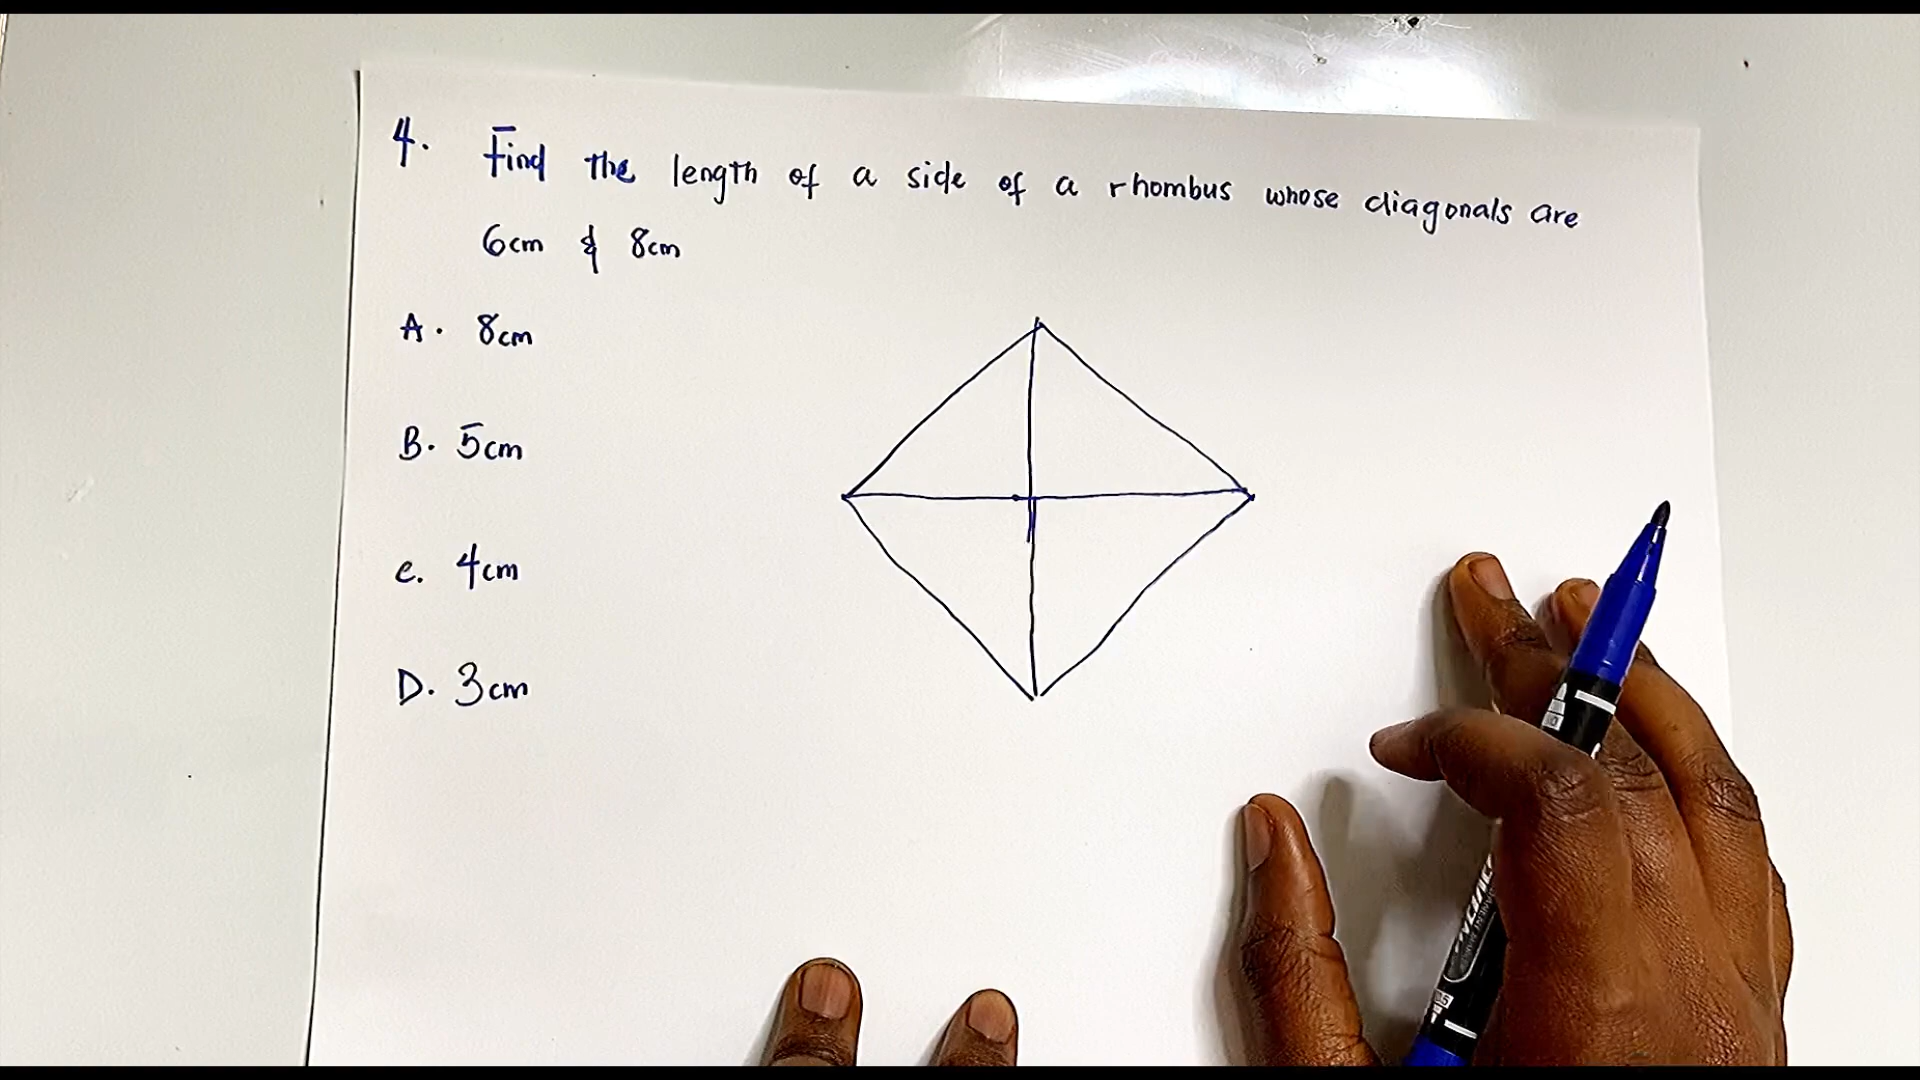 4. Find the length of a side of a rhombus whose diagonals are
6cm & 8cm
A. 8cm
B. 5cm
C. 4cm
D. 3cm